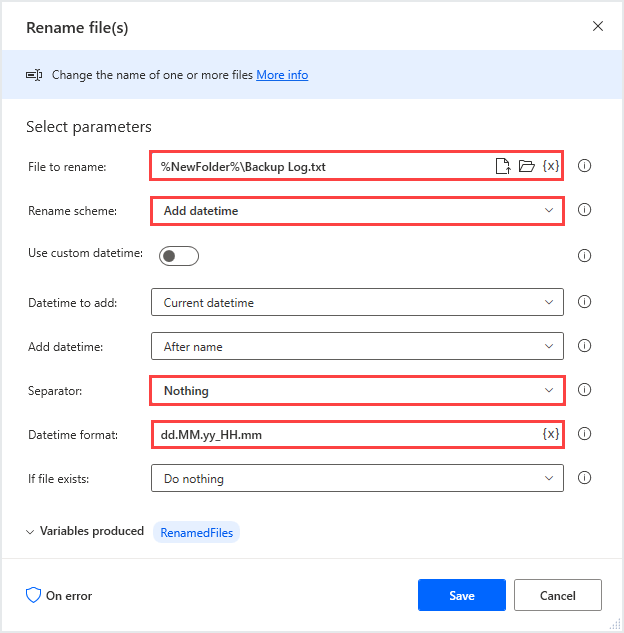 Rename file(s)
Change the name of one or more files More info
Select parameters
File to rename: %NewFolder%\Backup Log.txt {x}
Rename scheme: Add datetime
Use custom datetime:
Datetime to add: Current datetime
Add datetime: After name
Separator: Nothing
Datetime format: dd.MM.yy_HH.mm {x}
If file exists: Do nothing
Variables produced RenamedFiles
On error Save Cancel